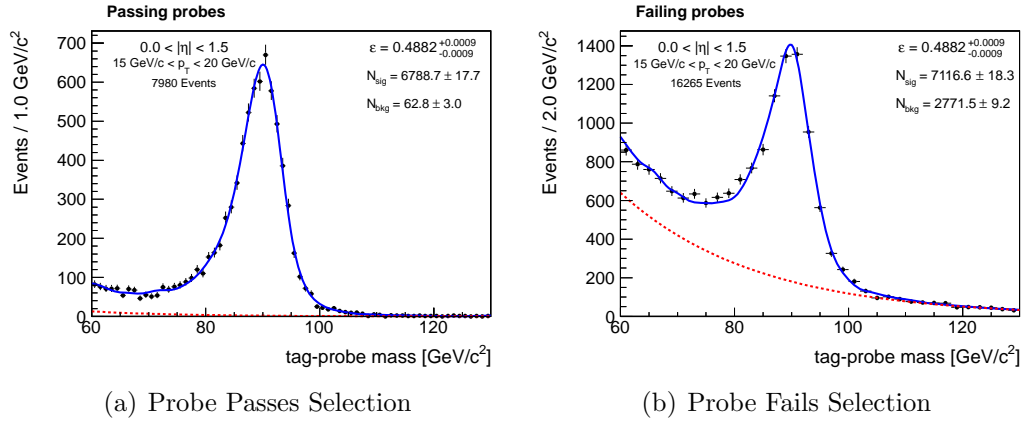 Passing probes
Events / 1.0 GeV/c²
700
600
500
400
300
200
100
0
0.0 < |η| < 1.5
15 GeV/c < p_T < 20 GeV/c
7980 Events
ε = 0.4882 +0.0009 -0.0009
N_sig = 6788.7 ± 17.7
N_bkg = 62.8 ± 3.0
60 80 100 120
tag-probe mass [GeV/c²]
(a) Probe Passes Selection
Failing probes
Events / 2.0 GeV/c²
1400
1200
1000
800
600
400
200
0
0.0 < |η| < 1.5
15 GeV/c < p_T < 20 GeV/c
16265 Events
ε = 0.4882 +0.0009 -0.0009
N_sig = 7116.6 ± 18.3
N_bkg = 2771.5 ± 9.2
60 80 100 120
tag-probe mass [GeV/c²]
(b) Probe Fails Selection